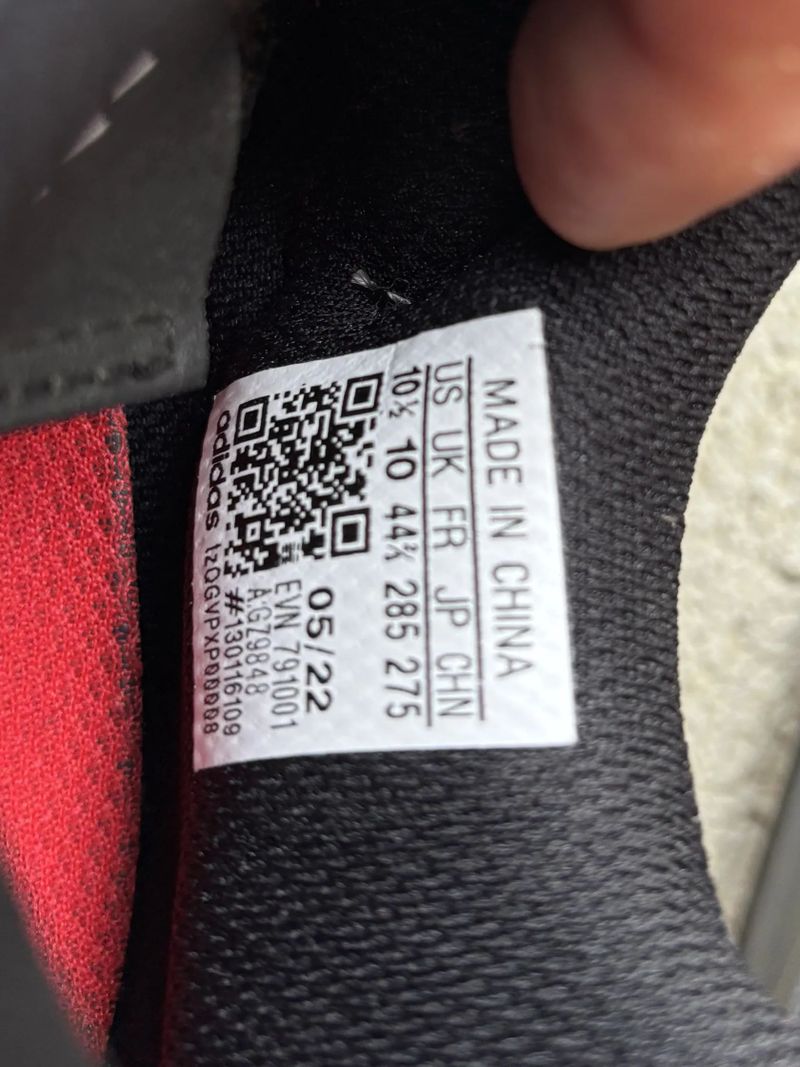 MADE IN CHINA
US UK FR JP CHN
10½ 10 44⅔ 285 275
05/22
EVN 791001
A:GZ9848
#:130116109
adidas 1ZQGVPXP00008